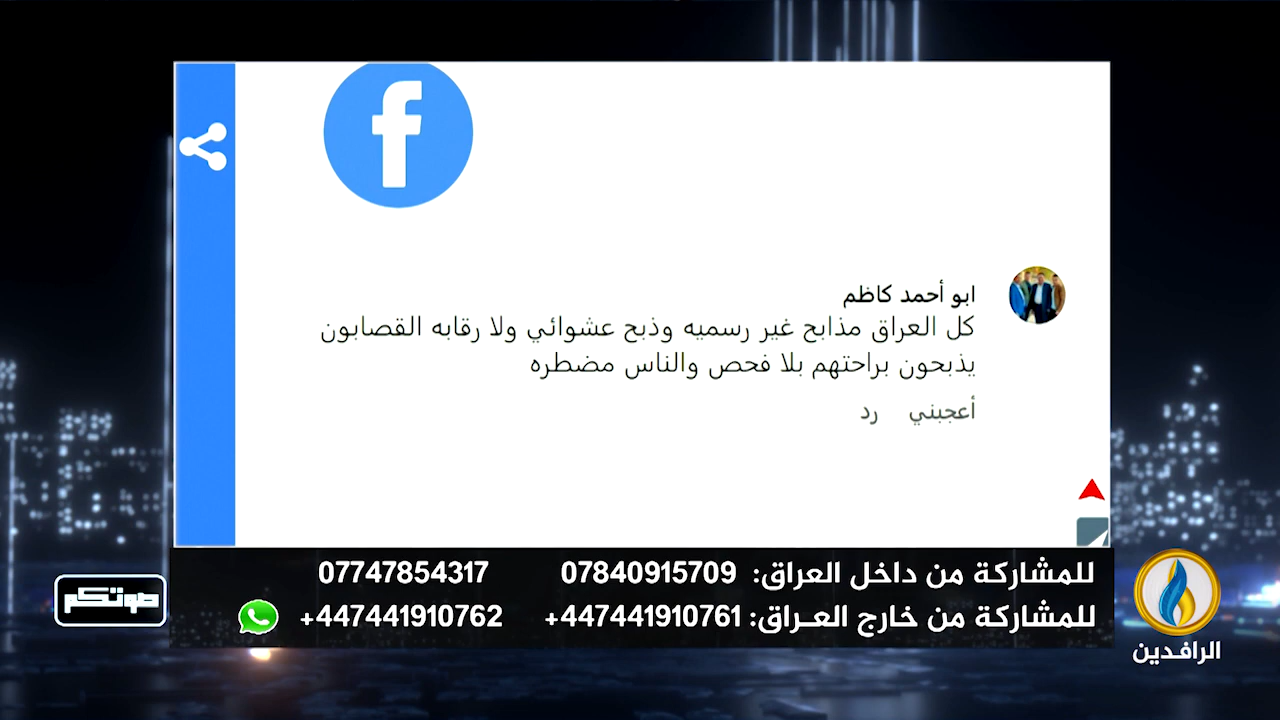 f
ابو أحمد كاظم
كل العراق مذابح غير رسميه وذبح عشوائي ولا رقابه القصابون
يذبحون براحتهم بلا فحص والناس مضطره
أعجبني رد
للمشاركة من داخل العراق: 07840915709 07747854317
للمشاركة من خارج العـراق: 447441910761+ 447441910762+
صوتكم
الرافدين